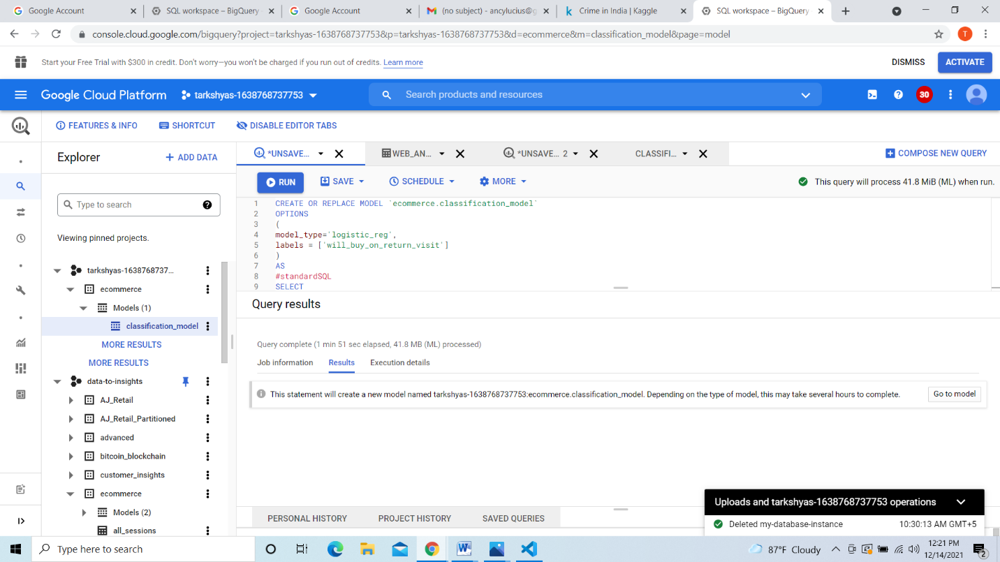 Google Account
SQL workspace – BigQuery
Google Account
(no subject) - ancylucius@g
Crime in India | Kaggle
SQL workspace – BigQuery
console.cloud.google.com/bigquery?project=tarkshyas-1638768737753&p=tarkshyas-1638768737753&d=ecommerce&m=classification_model&page=model
T
Start your Free Trial with $300 in credit. Don't worry—you won't be charged if you run out of credits. Learn more
DISMISS
ACTIVATE
Google Cloud Platform
tarkshyas-1638768737753
Search products and resources
30
FEATURES & INFO
SHORTCUT
DISABLE EDITOR TABS
Explorer
+ ADD DATA
*UNSAVE...
WEB_AN...
*UNSAVE... 2
CLASSIFI...
COMPOSE NEW QUERY
RUN
SAVE
SCHEDULE
MORE
This query will process 41.8 MiB (ML) when run.
Type to search
Viewing pinned projects.
tarkshyas-1638768737...
ecommerce
Models (1)
classification_model
MORE RESULTS
MORE RESULTS
data-to-insights
AJ_Retail
AJ_Retail_Partitioned
advanced
bitcoin_blockchain
customer_insights
ecommerce
Models (2)
all_sessions
1 CREATE OR REPLACE MODEL `ecommerce.classification_model`
2 OPTIONS
3 (
4 model_type='logistic_reg',
5 labels = ['will_buy_on_return_visit']
6 )
7 AS
8 #standardSQL
9 SELECT
Query results
Query complete (1 min 51 sec elapsed, 41.8 MB (ML) processed)
Job information
Results
Execution details
This statement will create a new model named tarkshyas-1638768737753:ecommerce.classification_model. Depending on the type of model, this may take several hours to complete.
Go to model
PERSONAL HISTORY
PROJECT HISTORY
SAVED QUERIES
Uploads and tarkshyas-1638768737753 operations
Deleted my-database-instance
10:30:13 AM GMT+5
Type here to search
87°F Cloudy
12:21 PM
12/14/2021
2